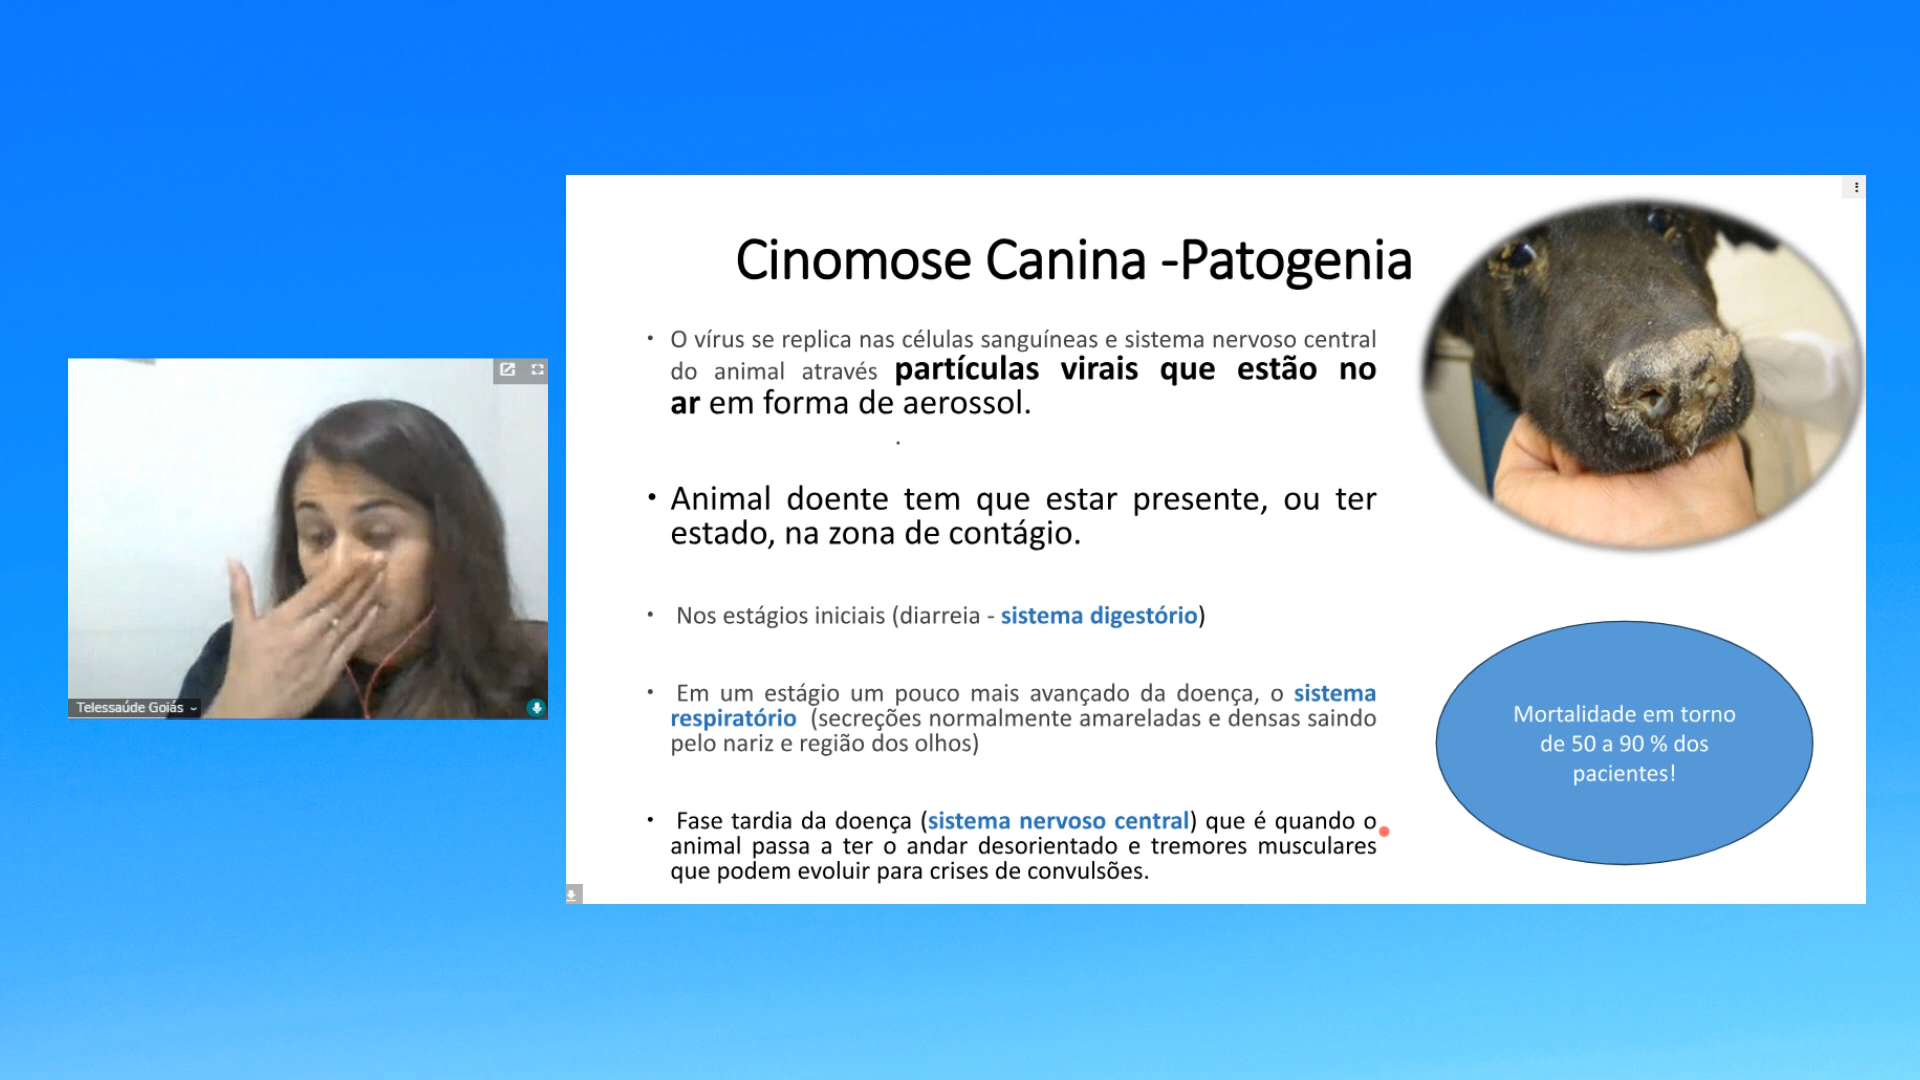 Cinomose Canina -Patogenia
• O vírus se replica nas células sanguíneas e sistema nervoso central
do animal através partículas virais que estão no
ar em forma de aerossol.
.
• Animal doente tem que estar presente, ou ter
estado, na zona de contágio.
• Nos estágios iniciais (diarreia - sistema digestório)
• Em um estágio um pouco mais avançado da doença, o sistema
respiratório (secreções normalmente amareladas e densas saindo
pelo nariz e região dos olhos)
• Fase tardia da doença (sistema nervoso central) que é quando o
animal passa a ter o andar desorientado e tremores musculares
que podem evoluir para crises de convulsões.
Mortalidade em torno
de 50 a 90 % dos
pacientes!
Telessaúde Goiás